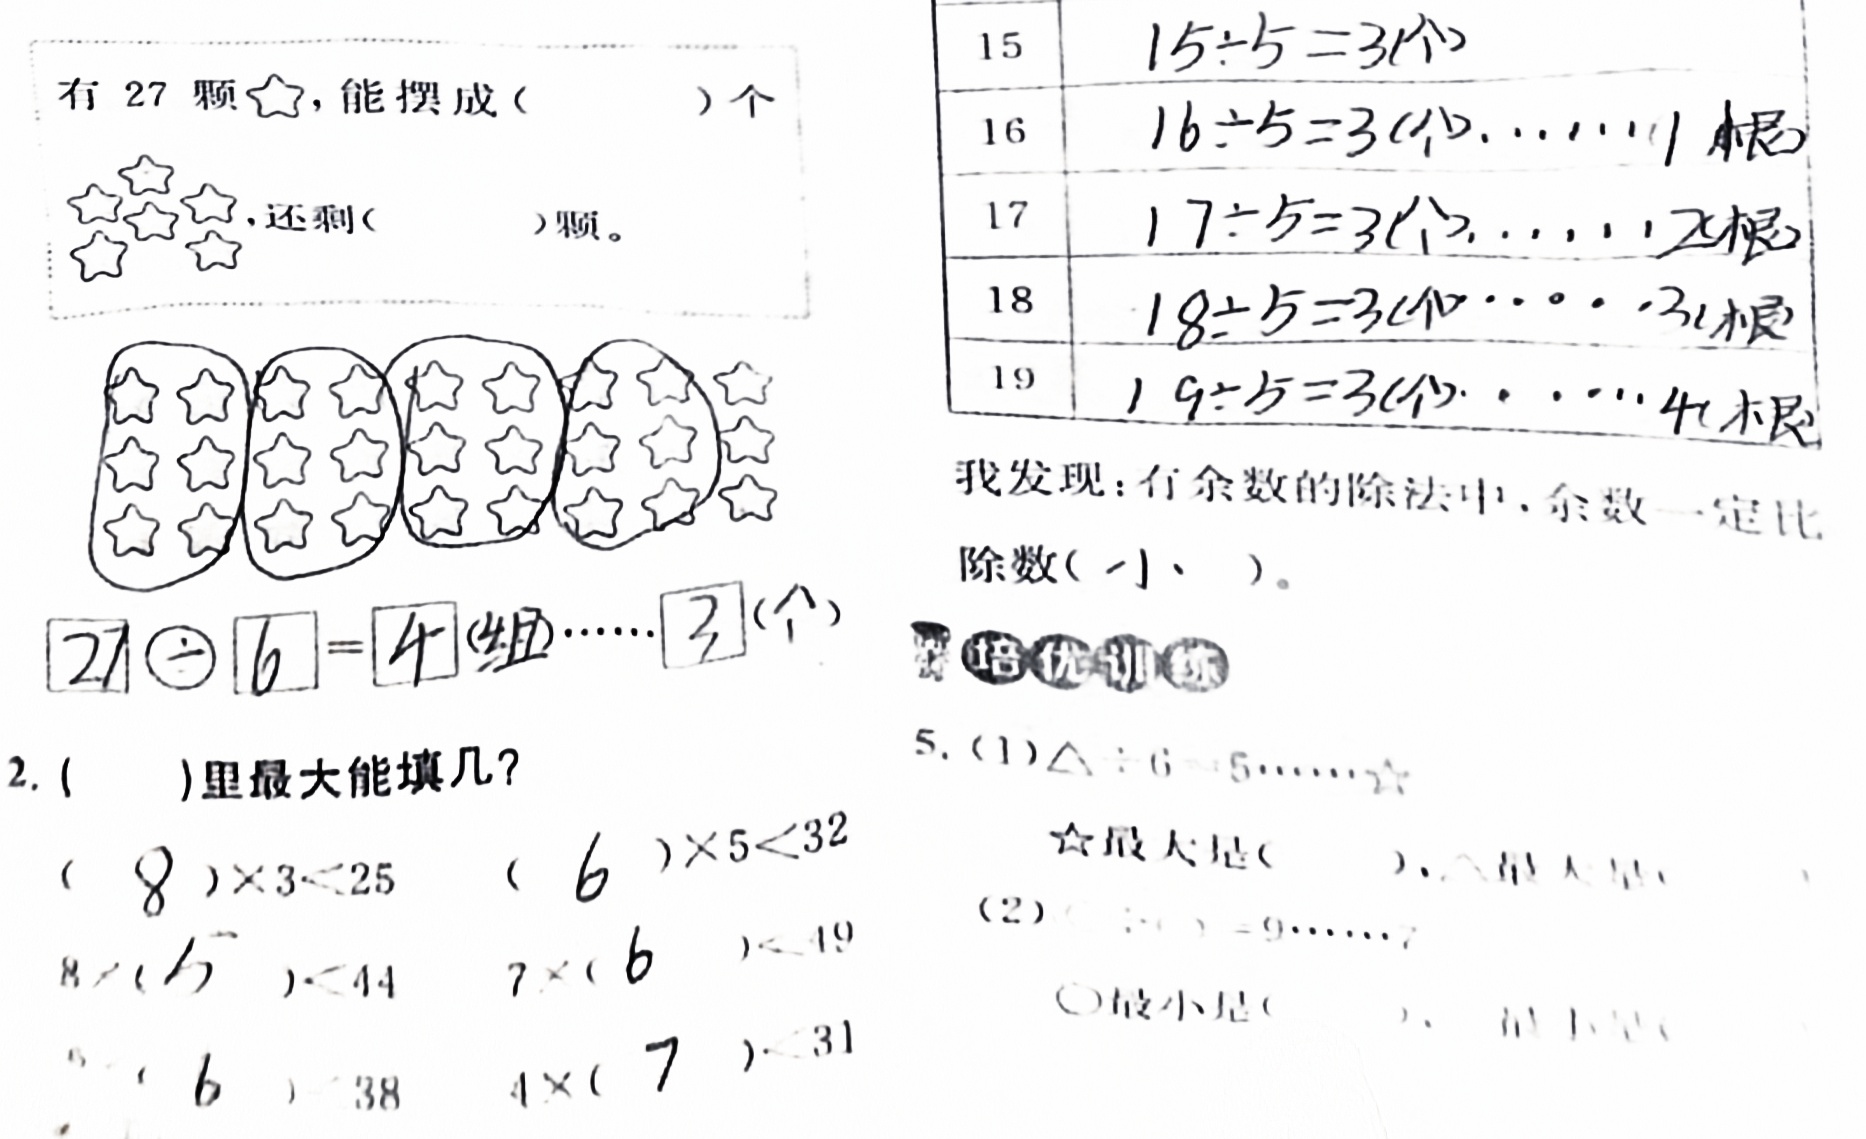 有 27 颗☆,能摆成(　　)个
,还剩(　　)颗。
27÷6=4(组)……3(个)
2.(　　)里最大能填几?
(8)×3<25　(6)×5<32
8×(5)<44　7×(6)<49
(6)<38　4×(7)<31
15　15÷5=3(个)
16　16÷5=3(个)……(1根)
17　17÷5=3(个)……2(根)
18　18÷5=3(个)……3(根)
19　19÷5=3(个)……4(根)
我发现:有余数的除法中,余数一定比
除数(小)。
培优训练
5.(1)△÷6=5……☆
☆最大是(　　),△最大是(　　)
(2)÷=9……7
○最小是(　　),最小是(